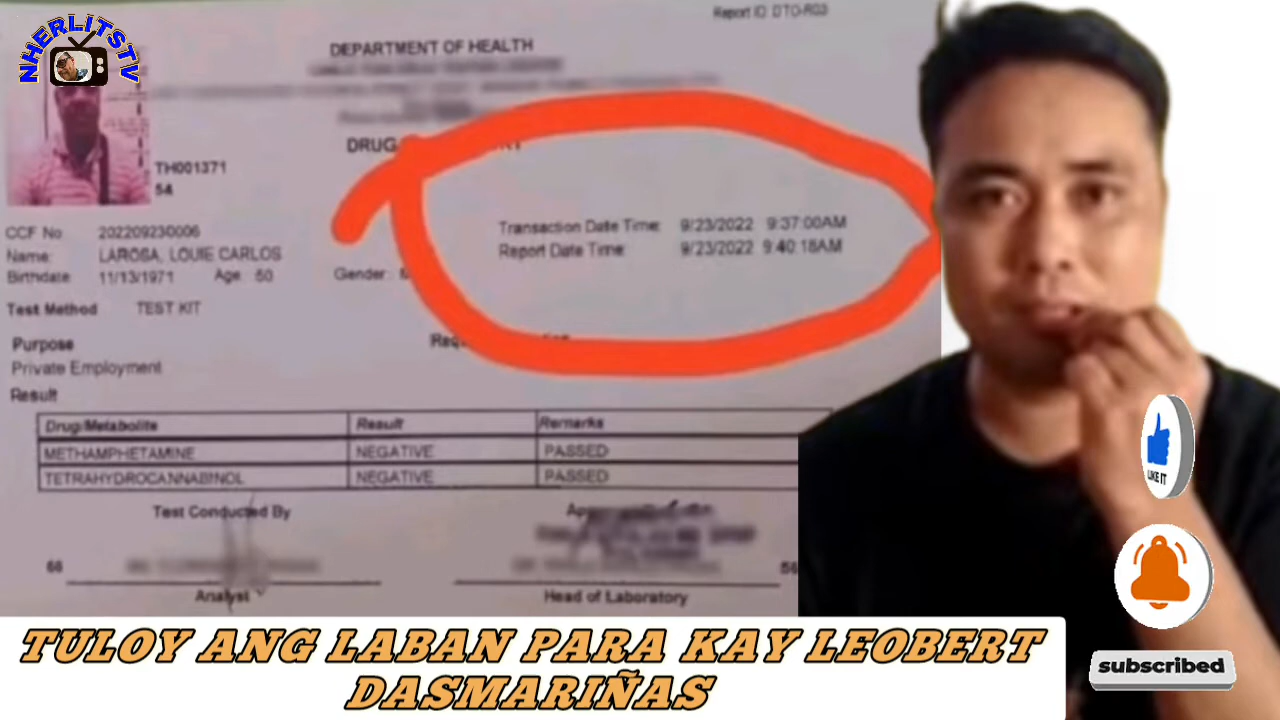 NHERLITSTV
Report ID: DTO-R03
DEPARTMENT OF HEALTH
DRUG
TH001371
54
CCF No 202209230006
Name: LAROSA, LOUIE CARLOS
Birthdate: 11/13/1971 Age: 50 Gender:
Transaction Date Time: 9/23/2022 9:37:00AM
Report Date Time: 9/23/2022 9:40:18AM
Test Method TEST KIT
Purpose
Private Employment
Result
Drug/Metabolite Result Remarks
METHAMPHETAMINE NEGATIVE PASSED
TETRAHYDROCANNABINOL NEGATIVE PASSED
Test Conducted By
Analyst
Head of Laboratory
LIKE IT
subscribed
TULOY ANG LABAN PARA KAY LEOBERT
DASMARIÑAS